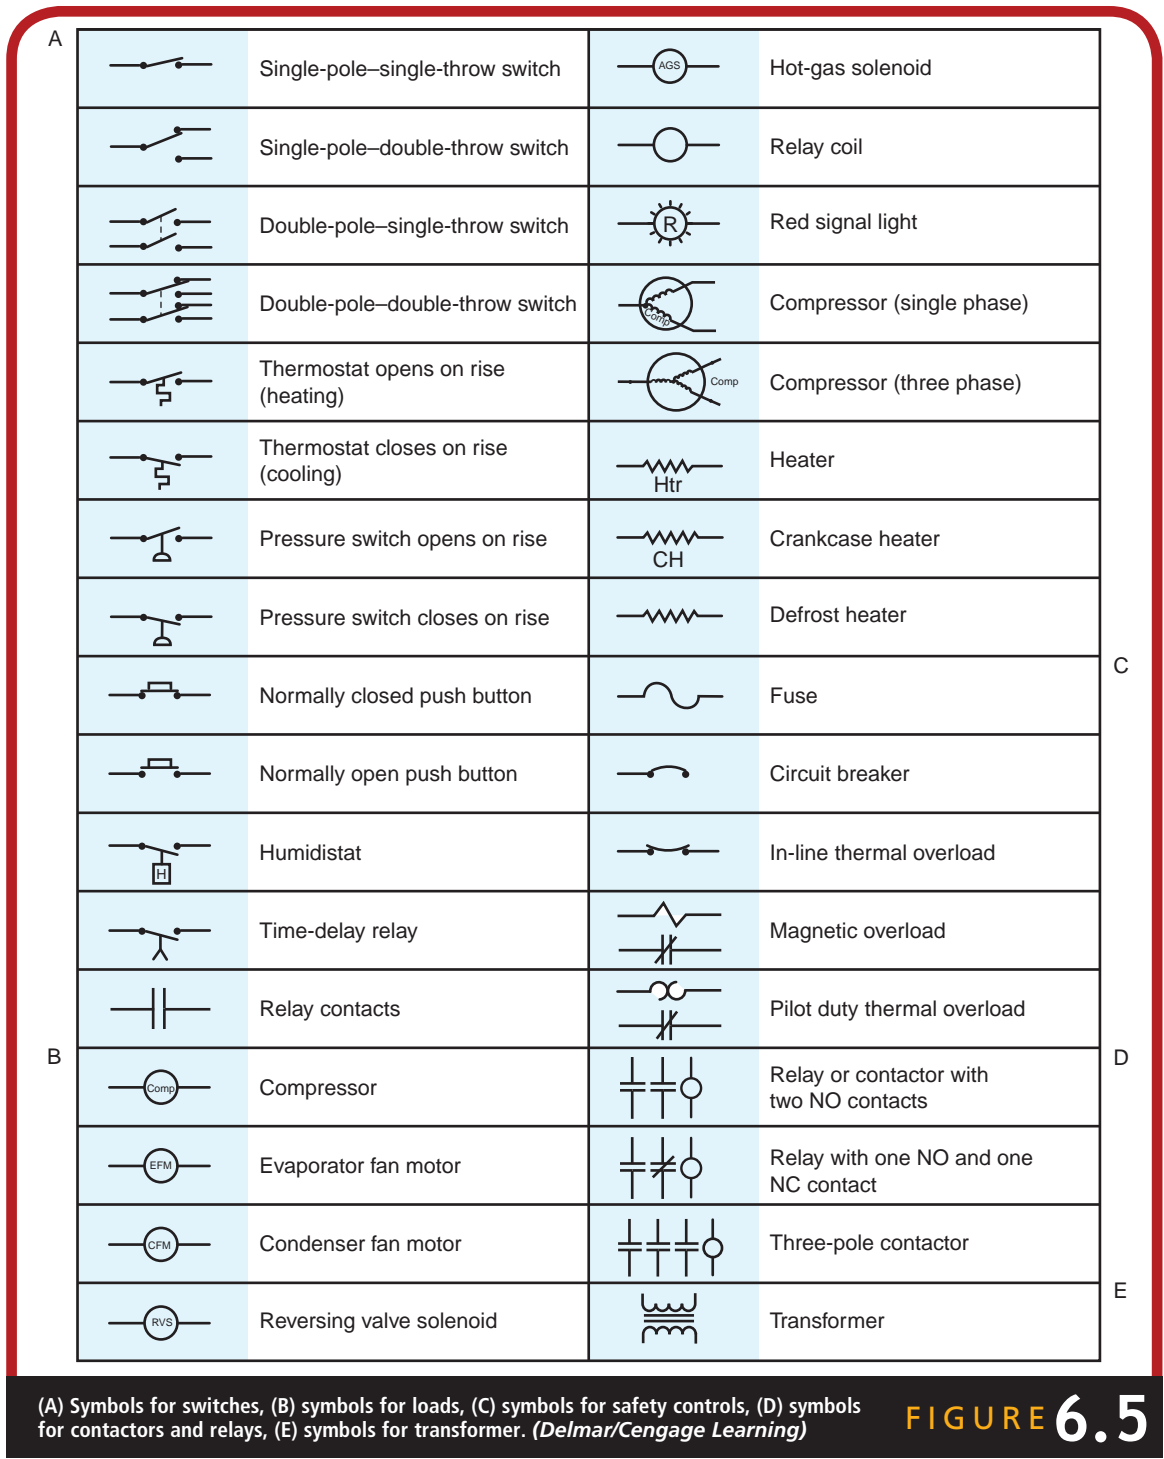 A
Single-pole–single-throw switch
Single-pole–double-throw switch
Double-pole–single-throw switch
Double-pole–double-throw switch
Thermostat opens on rise
(heating)
Thermostat closes on rise
(cooling)
Pressure switch opens on rise
Pressure switch closes on rise
Normally closed push button
Normally open push button
H
Humidistat
Time-delay relay
Relay contacts
B
Comp
Compressor
EFM
Evaporator fan motor
CFM
Condenser fan motor
RVS
Reversing valve solenoid
AGS
Hot-gas solenoid
Relay coil
R
Red signal light
Comp
Compressor (single phase)
Comp
Compressor (three phase)
Htr
Heater
CH
Crankcase heater
Defrost heater
C
Fuse
Circuit breaker
In-line thermal overload
Magnetic overload
Pilot duty thermal overload
D
Relay or contactor with
two NO contacts
Relay with one NO and one
NC contact
Three-pole contactor
E
Transformer
(A) Symbols for switches, (B) symbols for loads, (C) symbols for safety controls, (D) symbols
for contactors and relays, (E) symbols for transformer. (Delmar/Cengage Learning)
FIGURE 6.5